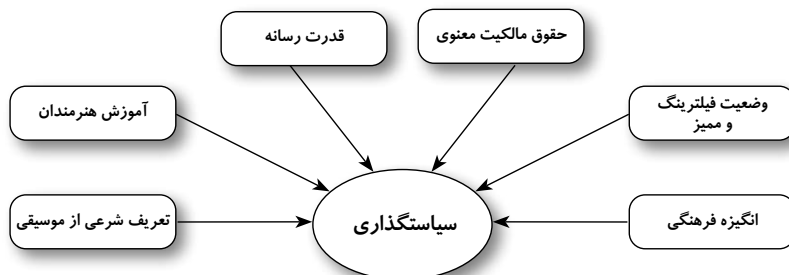 حقوق مالکیت معنوی
قدرت رسانه
وضعیت فیلترینگ
و ممیز
آموزش هنرمندان
انگیزه فرهنگی
سیاستگذاری
تعریف شرعی از موسیقی